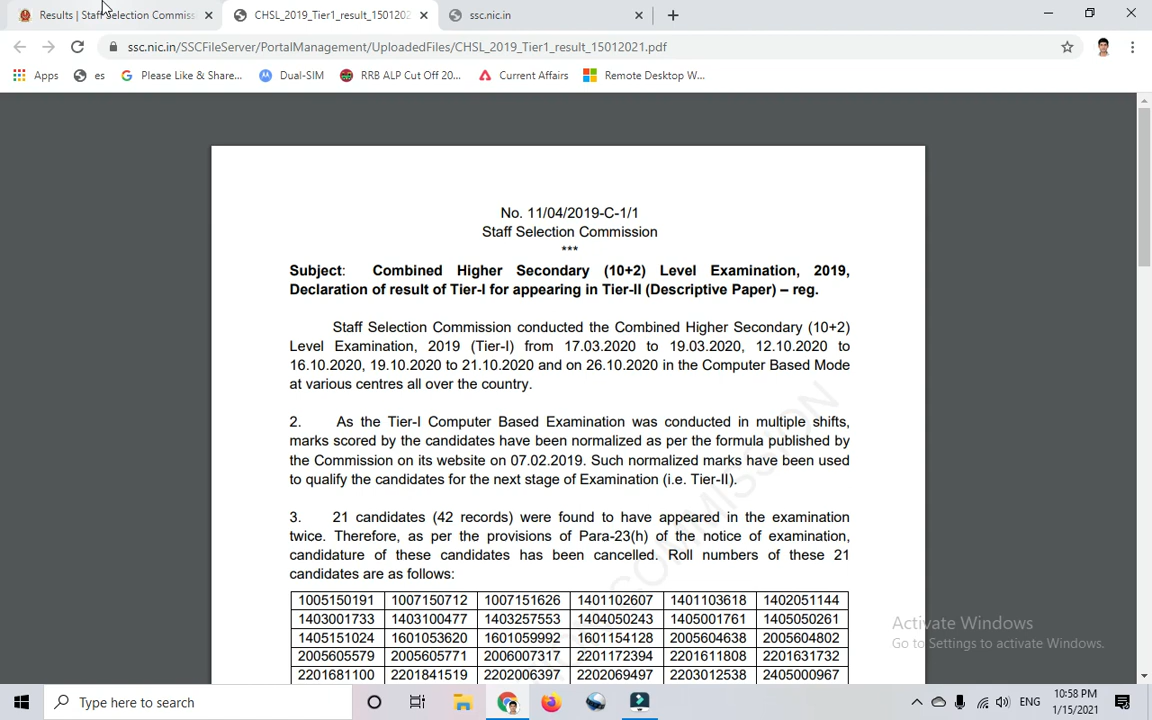 Results | Staff Selection Commiss
CHSL_2019_Tier1_result_150120
ssc.nic.in
ssc.nic.in/SSCFileServer/PortalManagement/UploadedFiles/CHSL_2019_Tier1_result_15012021.pdf
Apps es Please Like & Share... Dual-SIM RRB ALP Cut Off 20... Current Affairs Remote Desktop W...
No. 11/04/2019-C-1/1
Staff Selection Commission
***
Subject: Combined Higher Secondary (10+2) Level Examination, 2019,
Declaration of result of Tier-I for appearing in Tier-II (Descriptive Paper) – reg.
Staff Selection Commission conducted the Combined Higher Secondary (10+2)
Level Examination, 2019 (Tier-I) from 17.03.2020 to 19.03.2020, 12.10.2020 to
16.10.2020, 19.10.2020 to 21.10.2020 and on 26.10.2020 in the Computer Based Mode
at various centres all over the country.
2. As the Tier-I Computer Based Examination was conducted in multiple shifts,
marks scored by the candidates have been normalized as per the formula published by
the Commission on its website on 07.02.2019. Such normalized marks have been used
to qualify the candidates for the next stage of Examination (i.e. Tier-II).
3. 21 candidates (42 records) were found to have appeared in the examination
twice. Therefore, as per the provisions of Para-23(h) of the notice of examination,
candidature of these candidates has been cancelled. Roll numbers of these 21
candidates are as follows:
1005150191 1007150712 1007151626 1401102607 1401103618 1402051144
1403001733 1403100477 1403257553 1404050243 1405001761 1405050261
1405151024 1601053620 1601059992 1601154128 2005604638 2005604802
2005605579 2005605771 2006007317 2201172394 2201611808 2201631732
2201681100 2201841519 2202006397 2202069497 2203012538 2405000967
COMMISSION
Activate Windows
Go to Settings to activate Windows.
Type here to search
ENG
10:58 PM
1/15/2021